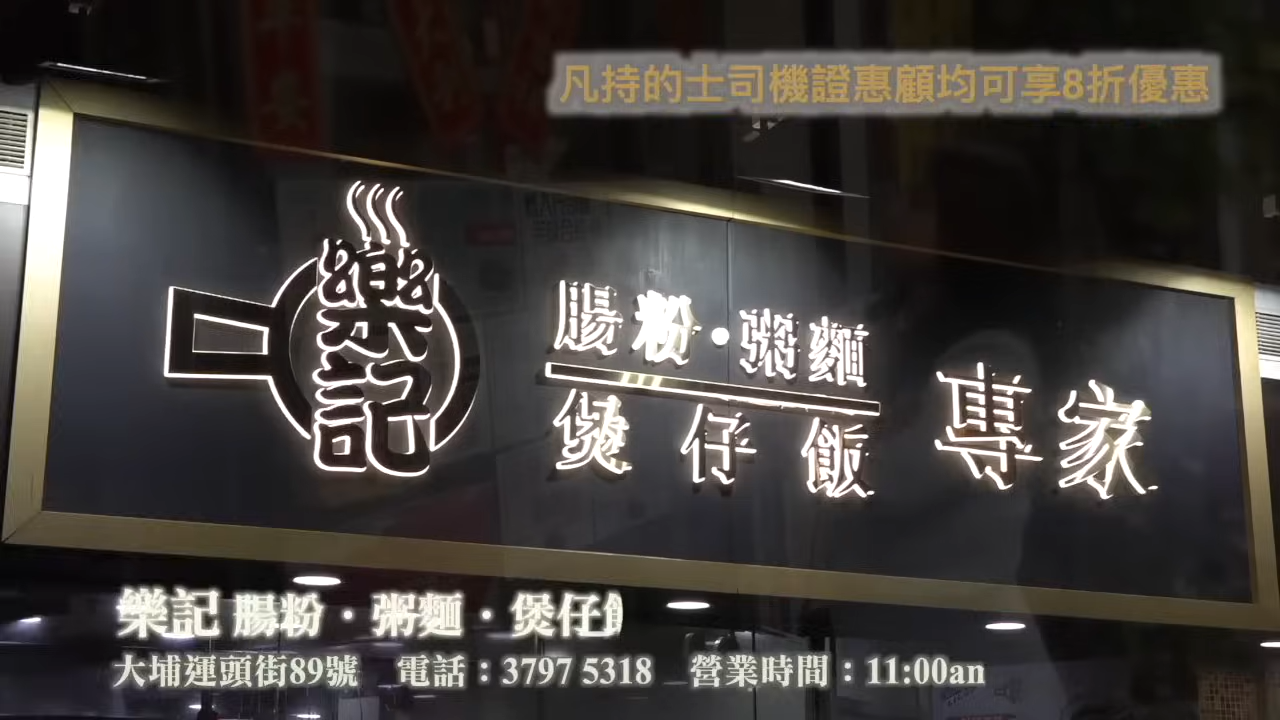 凡持的士司機證惠顧均可享8折優惠
樂記
腸粉·粥麵
煲仔飯
專家
樂記 腸粉·粥麵·煲仔
大埔運頭街89號 電話：3797 5318 營業時間：11:00an